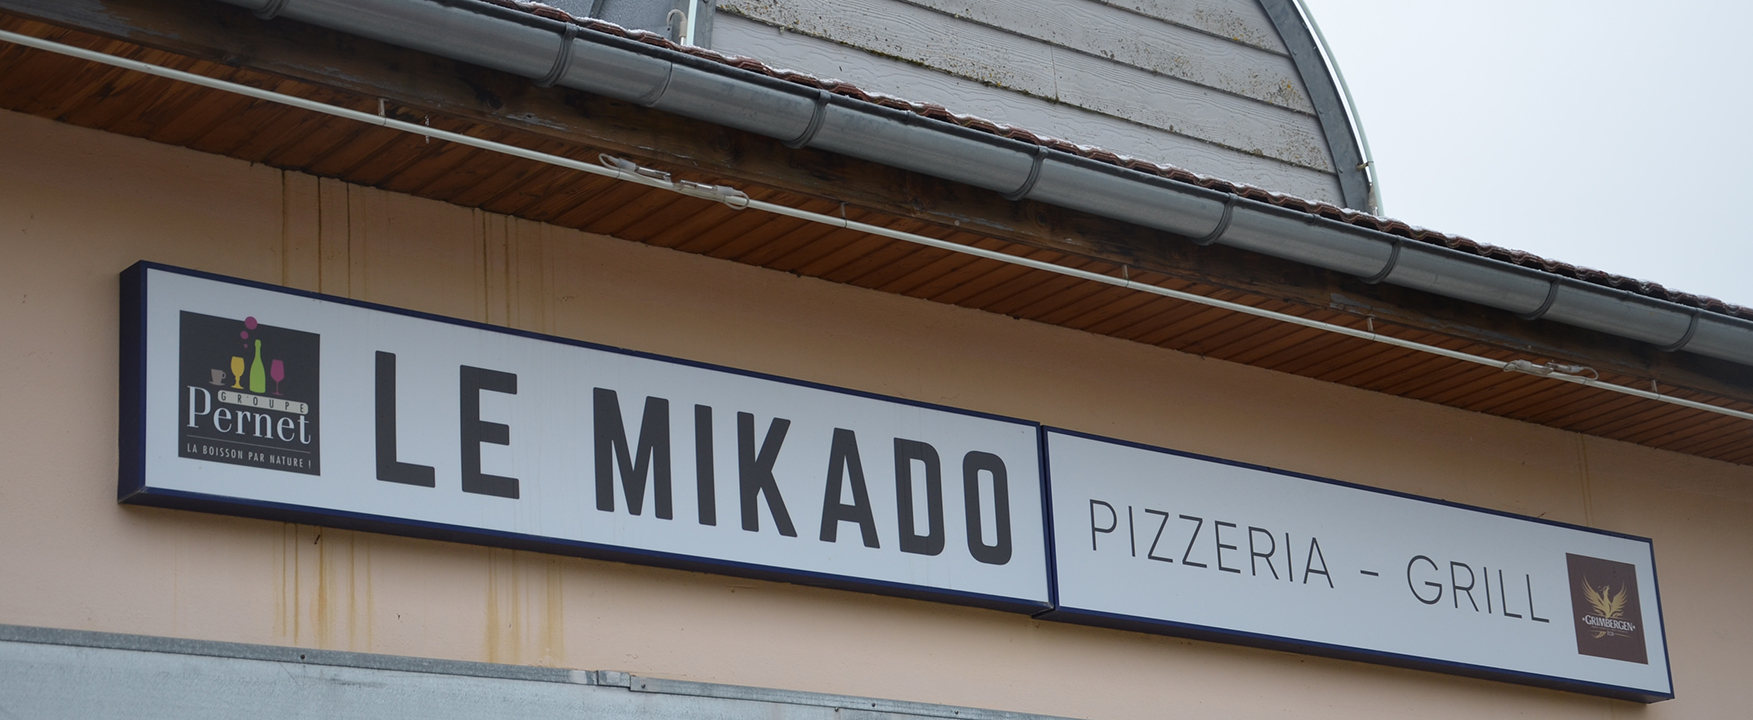 GROUPE
Pernet
LA BOISSON PAR NATURE !
LE MIKADO
PIZZERIA - GRILL
GRIMBERGEN